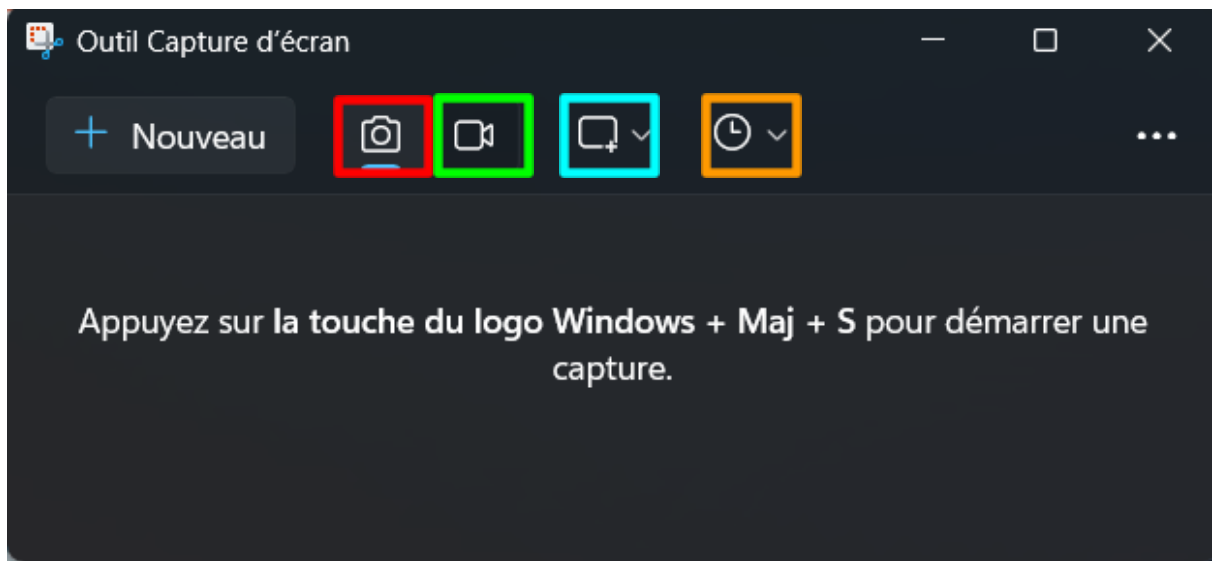 Outil Capture d’écran
Nouveau
Appuyez sur la touche du logo Windows + Maj + S pour démarrer une
capture.